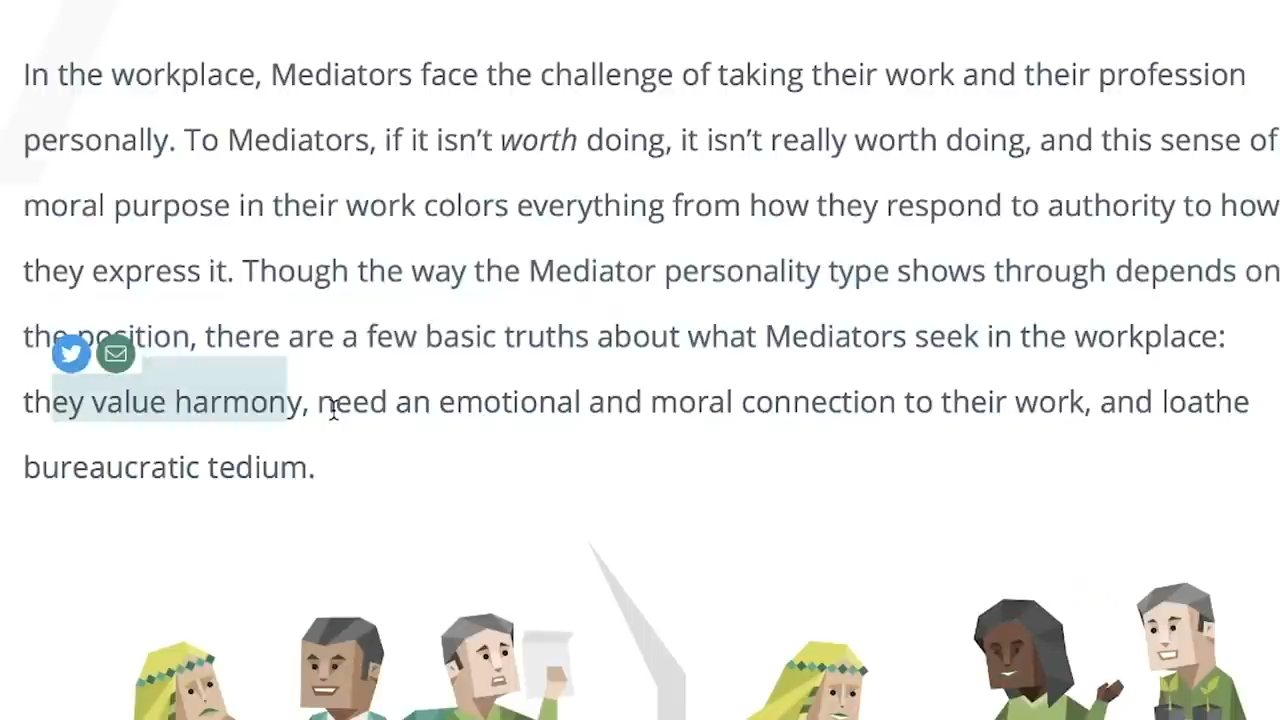 In the workplace, Mediators face the challenge of taking their work and their profession
personally. To Mediators, if it isn’t worth doing, it isn’t really worth doing, and this sense of
moral purpose in their work colors everything from how they respond to authority to how
they express it. Though the way the Mediator personality type shows through depends on
the position, there are a few basic truths about what Mediators seek in the workplace:
they value harmony, need an emotional and moral connection to their work, and loathe
bureaucratic tedium.